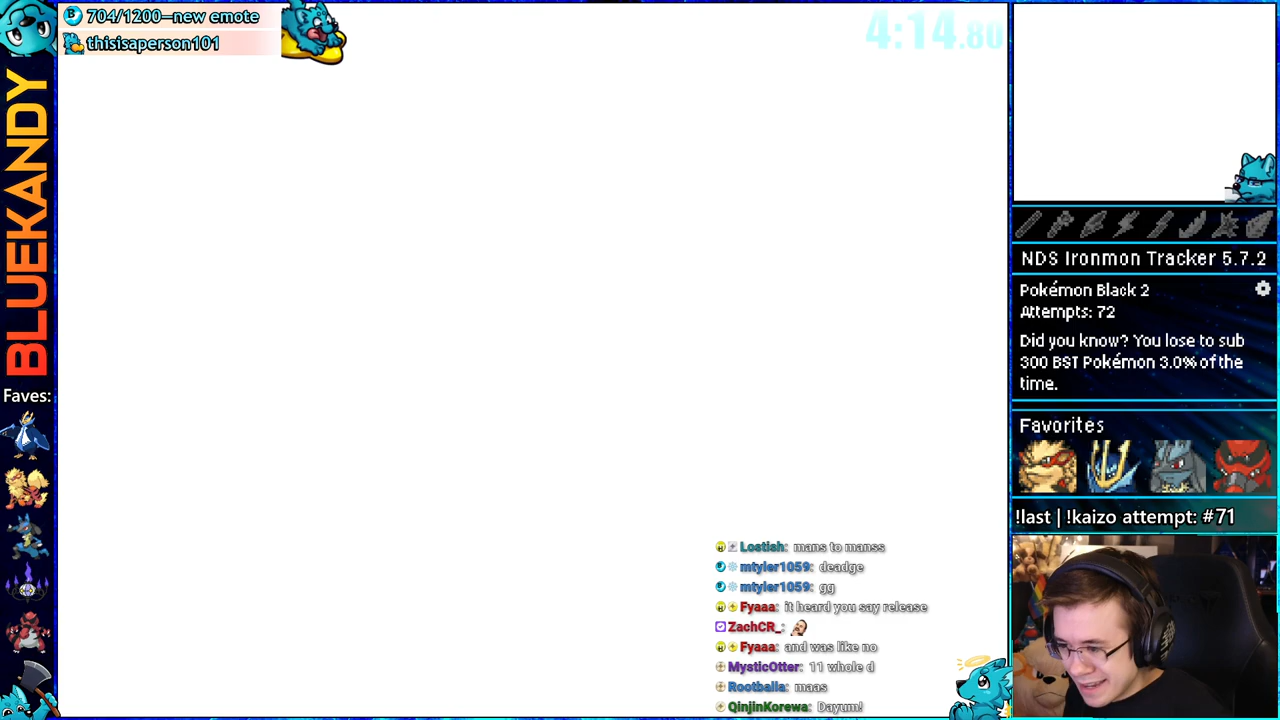 704/1200—new emote
thisisaperson101
BLUEKANDY
Faves:
4:14.80
NDS Ironmon Tracker 5.7.2
Pokémon Black 2
Attempts: 72
Did you know? You lose to sub
300 BST Pokémon 3.0% of the
time.
Favorites
!last | !kaizo attempt: #71
Lostish: mans to manss
mtyler1059: deadge
mtyler1059: gg
Fyaaa: it heard you say release
ZachCR_:
Fyaaa: and was like no
MysticOtter: 11 whole d
Rootballa: maas
QinjinKorewa: Dayum!